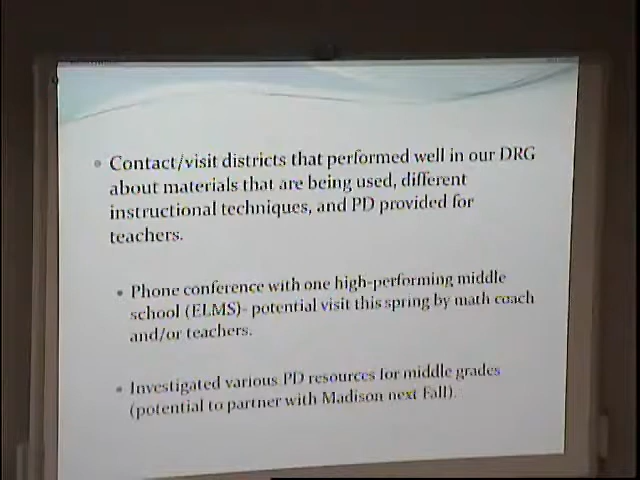 Contact/visit districts that performed well in our DRG
about materials that are being used, different
instructional techniques, and PD provided for
teachers.
Phone conference with one high-performing middle
school (ELMS)- potential visit this spring by math coach
and/or teachers.
Investigated various PD resources for middle grades
(potential to partner with Madison next Fall).